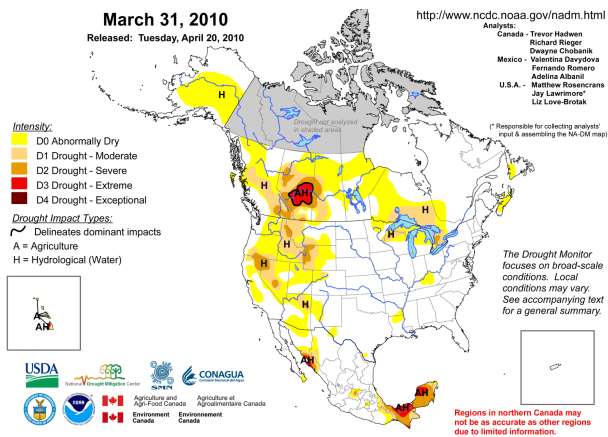 March 31, 2010
Released: Tuesday, April 20, 2010
http://www.ncdc.noaa.gov/nadm.html
Analysts:
Canada - Trevor Hadwen
Richard Rieger
Dwayne Chobanik
Mexico - Valentina Davydova
Fernando Romero
Adelina Albanil
U.S.A. - Matthew Rosencrans
Jay Lawrimore*
Liz Love-Brotak
(* Responsible for collecting analysts'
input & assembling the NA-DM map)
Drought not analyzed
in shaded areas
Intensity:
D0 Abnormally Dry
D1 Drought - Moderate
D2 Drought - Severe
D3 Drought - Extreme
D4 Drought - Exceptional
Drought Impact Types:
Delineates dominant impacts
A = Agriculture
H = Hydrological (Water)
H
H
AH
H
H
H
H
H
AH
AH
AH
A
AH
The Drought Monitor
focuses on broad-scale
conditions. Local
conditions may vary.
See accompanying text
for a general summary.
USDA
National Drought Mitigation Center
SMN
CONAGUA
Comisión Nacional del Agua
NOAA
Agriculture and
Agri-Food Canada
Agriculture et
Agroalimentaire Canada
Environment
Canada
Environnement
Canada
Regions in northern Canada may
not be as accurate as other regions
due to limited information.